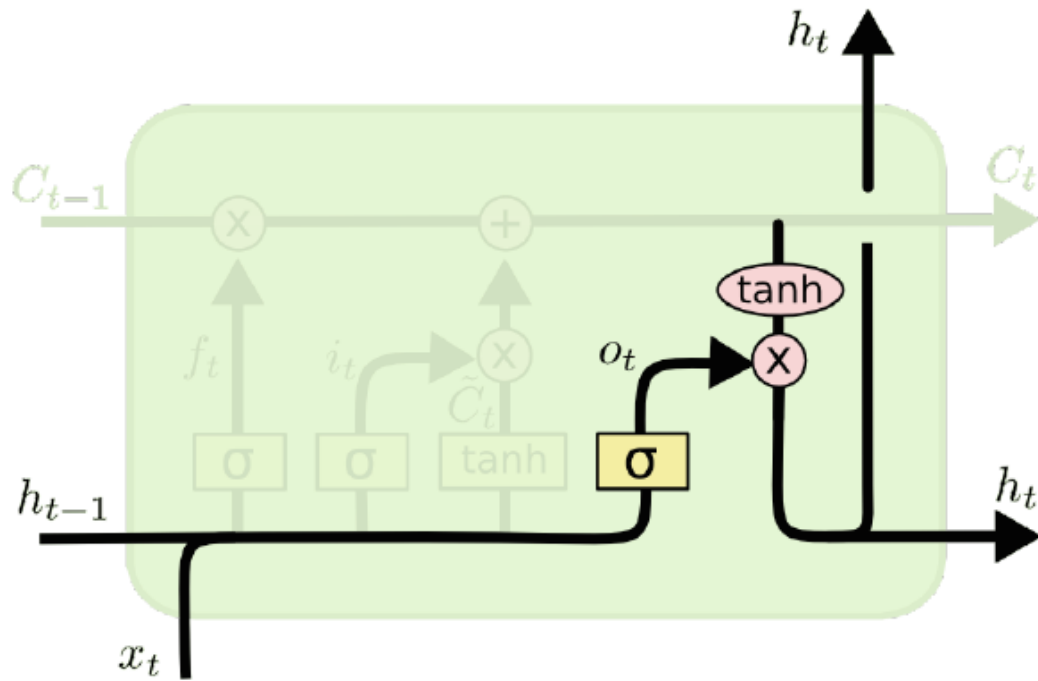 h_t
C_{t-1} C_t
× +
tanh
f_t i_t × o_t ×
C̃_t
σ σ tanh σ
h_{t-1} h_t
x_t